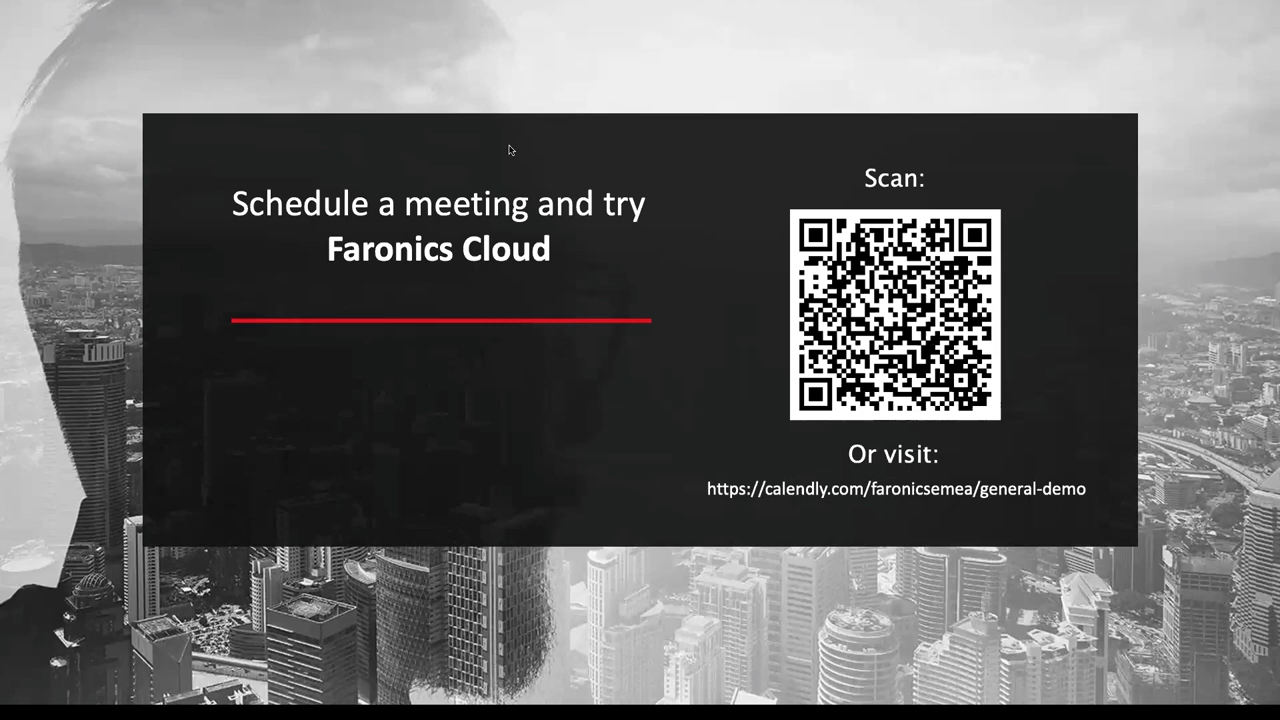 Schedule a meeting and try
Faronics Cloud
Scan:
Or visit:
https://calendly.com/faronicsemea/general-demo